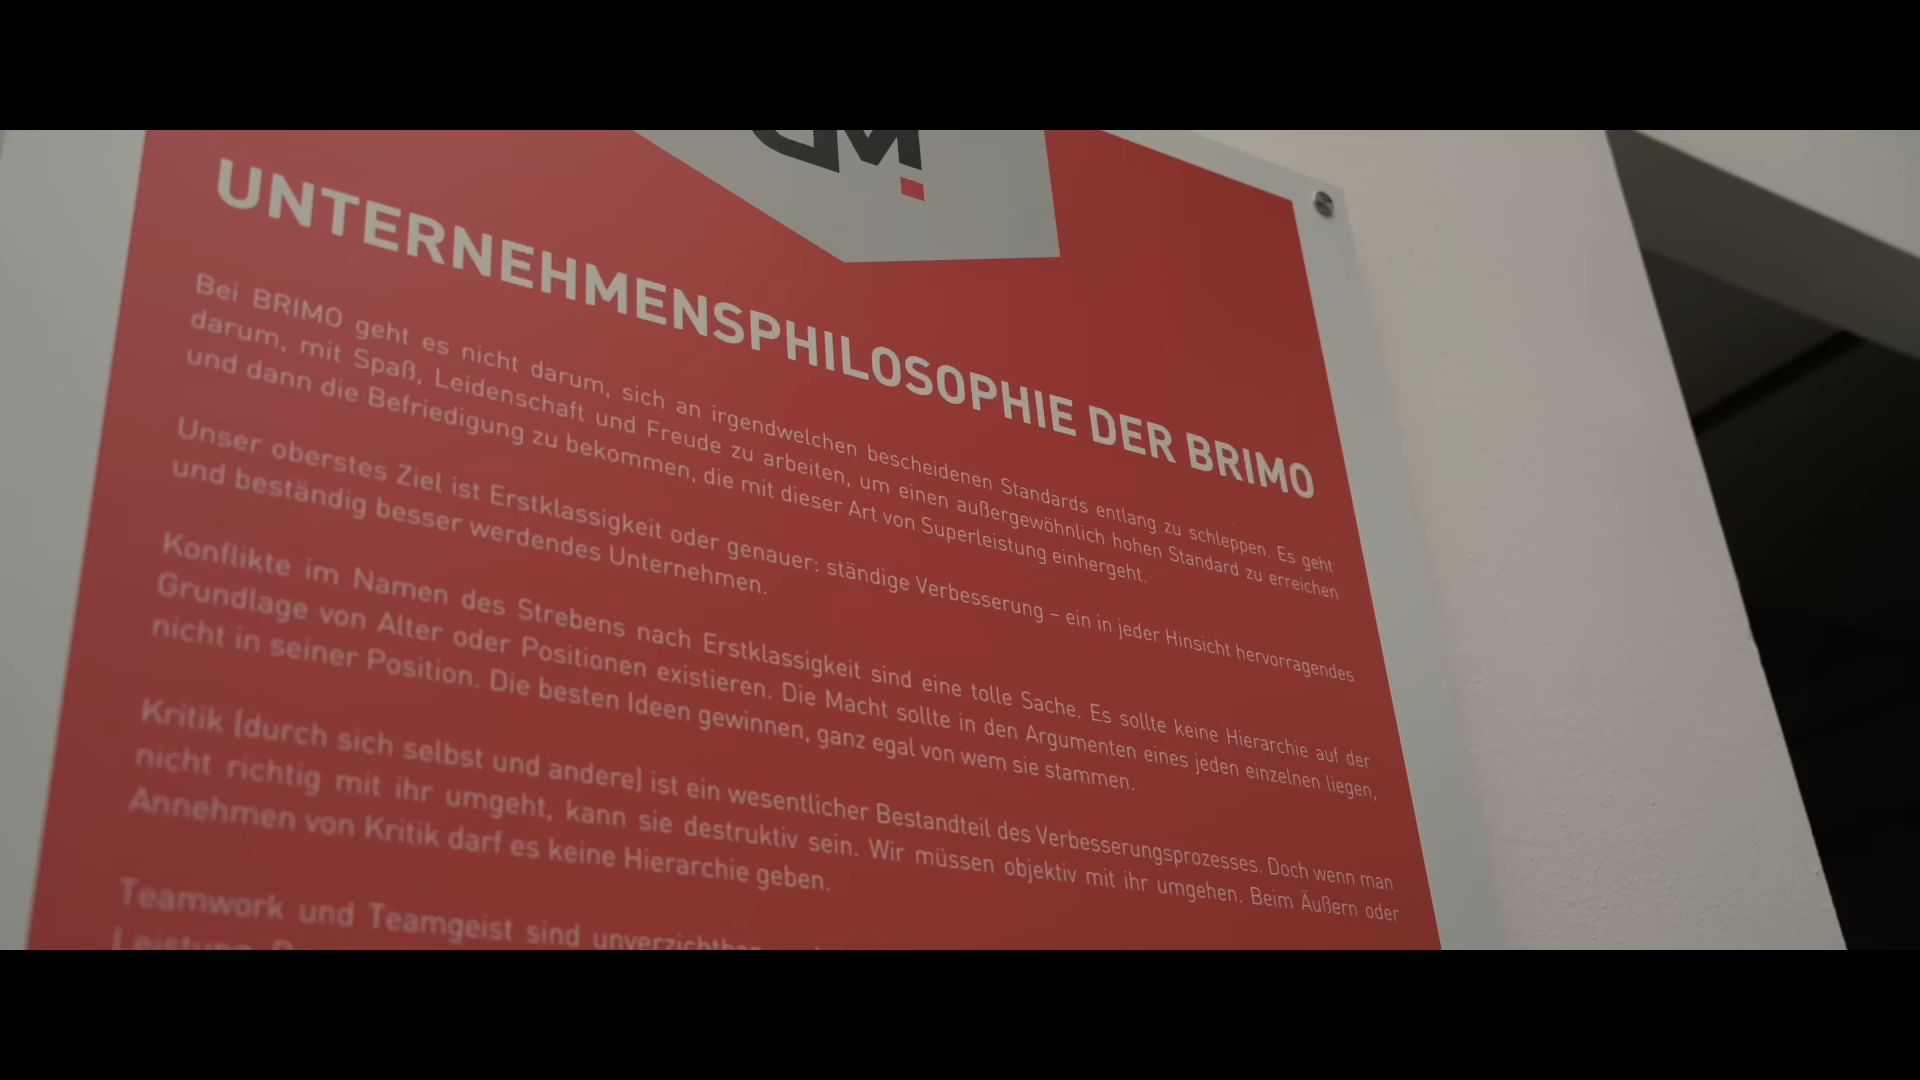 UNTERNEHMENSPHILOSOPHIE DER BRIMO
Bei BRIMO geht es nicht darum, sich an irgendwelchen bescheidenen Standards entlang zu schleppen. Es geht
darum, mit Spaß, Leidenschaft und Freude zu arbeiten, um einen außergewöhnlich hohen Standard zu erreichen
und dann die Befriedigung zu bekommen, die mit dieser Art von Superleistung einhergeht.
Unser oberstes Ziel ist Erstklassigkeit oder genauer: ständige Verbesserung – ein in jeder Hinsicht hervorragendes
und beständig besser werdendes Unternehmen.
Konflikte im Namen des Strebens nach Erstklassigkeit sind eine tolle Sache. Es sollte keine Hierarchie auf der
Grundlage von Alter oder Positionen existieren. Die Macht sollte in den Argumenten eines jeden einzelnen liegen,
nicht in seiner Position. Die besten Ideen gewinnen, ganz egal von wem sie stammen.
Kritik (durch sich selbst und andere) ist ein wesentlicher Bestandteil des Verbesserungsprozesses. Doch wenn man
nicht richtig mit ihr umgeht, kann sie destruktiv sein. Wir müssen objektiv mit ihr umgehen. Beim Äußern oder
Annehmen von Kritik darf es keine Hierarchie geben.
Teamwork und Teamgeist sind